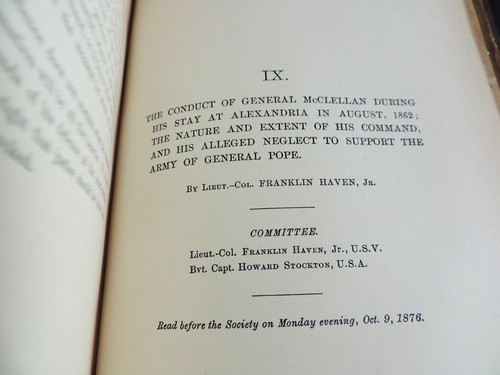 IX.
THE CONDUCT OF GENERAL McCLELLAN DURING
HIS STAY AT ALEXANDRIA IN AUGUST, 1862;
THE NATURE AND EXTENT OF HIS COMMAND,
AND HIS ALLEGED NEGLECT TO SUPPORT THE
ARMY OF GENERAL POPE.
By Lieut.-Col. FRANKLIN HAVEN, Jr.
COMMITTEE.
Lieut.-Col. Franklin Haven, Jr., U.S.V.
Bvt. Capt. Howard Stockton, U.S.A.
Read before the Society on Monday evening, Oct. 9, 1876.